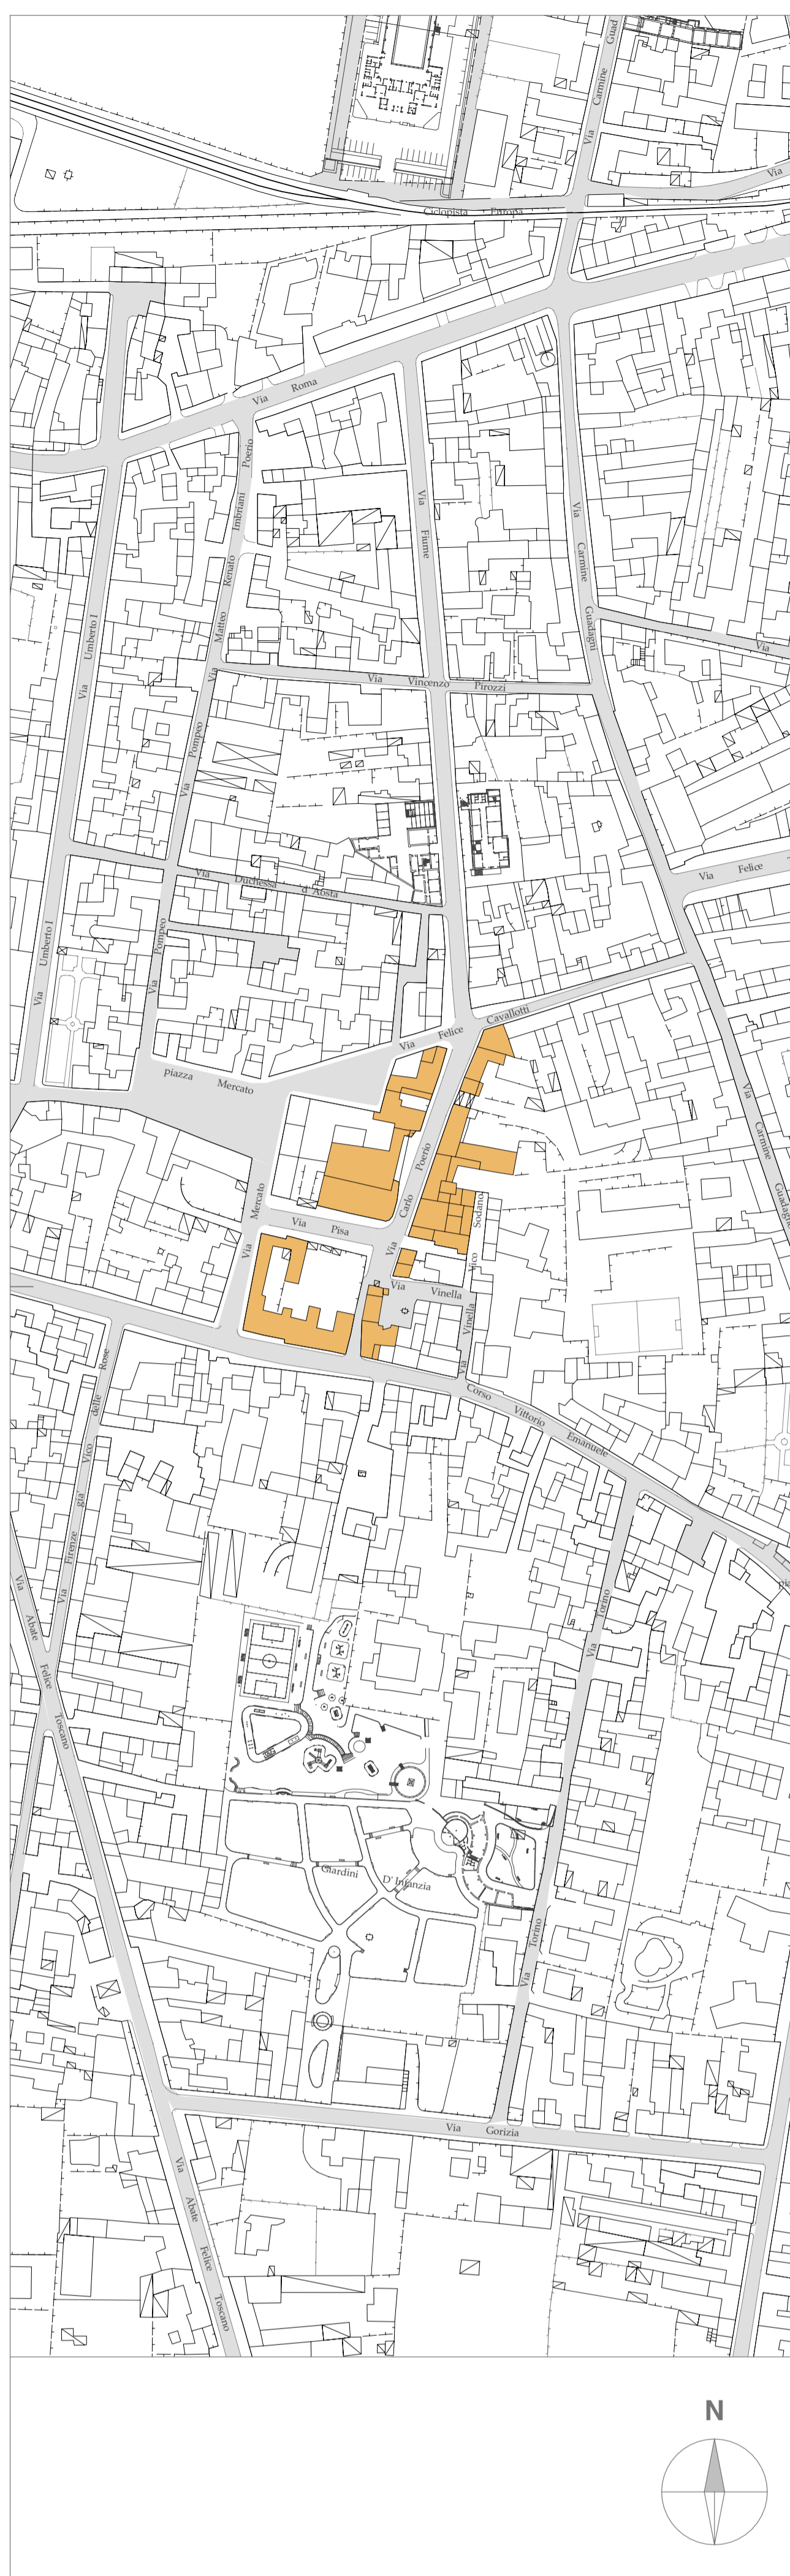 Guad
Carmine
Via
Via
Ciclopista Europa
Via Roma
Poerio
Imbriani
Renato
Matteo
Via
Via
Fiume
Via
Carmine
Guadagni
Via
Umberto I
Via
Via Vincenzo Pirozzi
Pompeo
Via
Via Felice
Via Duchessa d'Aosta
Umberto I
Via
Pompeo
Via
Via Felice Cavallotti
piazza Mercato
Via
Carmine
Guadagni
Poerio
Carlo
Via
Mercato
Via
Via Pisa
Sodano
Vico
Via Vinella
Vinella
Via
Rose
delle
Vico
già
Firenze
Via
Corso Vittorio Emanuele
Via
Abate
Felice
Toscano
Torino
Via
Giardini D'Infanzia
Torino
Via
Via Gorizia
Via
Abate
Felice
Toscano
N